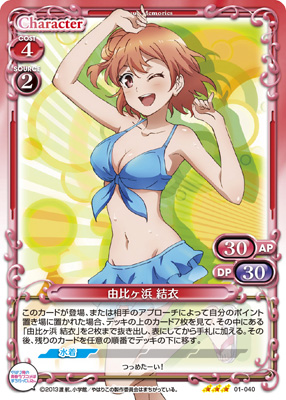 Character
COST
4
SOURCE
2
30 AP
DP 30
由比ヶ浜 結衣
このカードが登場、または相手のアプローチによって自分のポイント
置き場に置かれた場合、デッキの上のカード7枚を見て、その中にある
「由比ヶ浜 結衣」を2枚まで抜き出し、表にしてから手札に加える。その
後、残りのカードを任意の順番でデッキの下に移す。
水着
つっめたーい!
©2013 渡 航、小学館/やはりこの製作委員会はまちがっている。
01-040